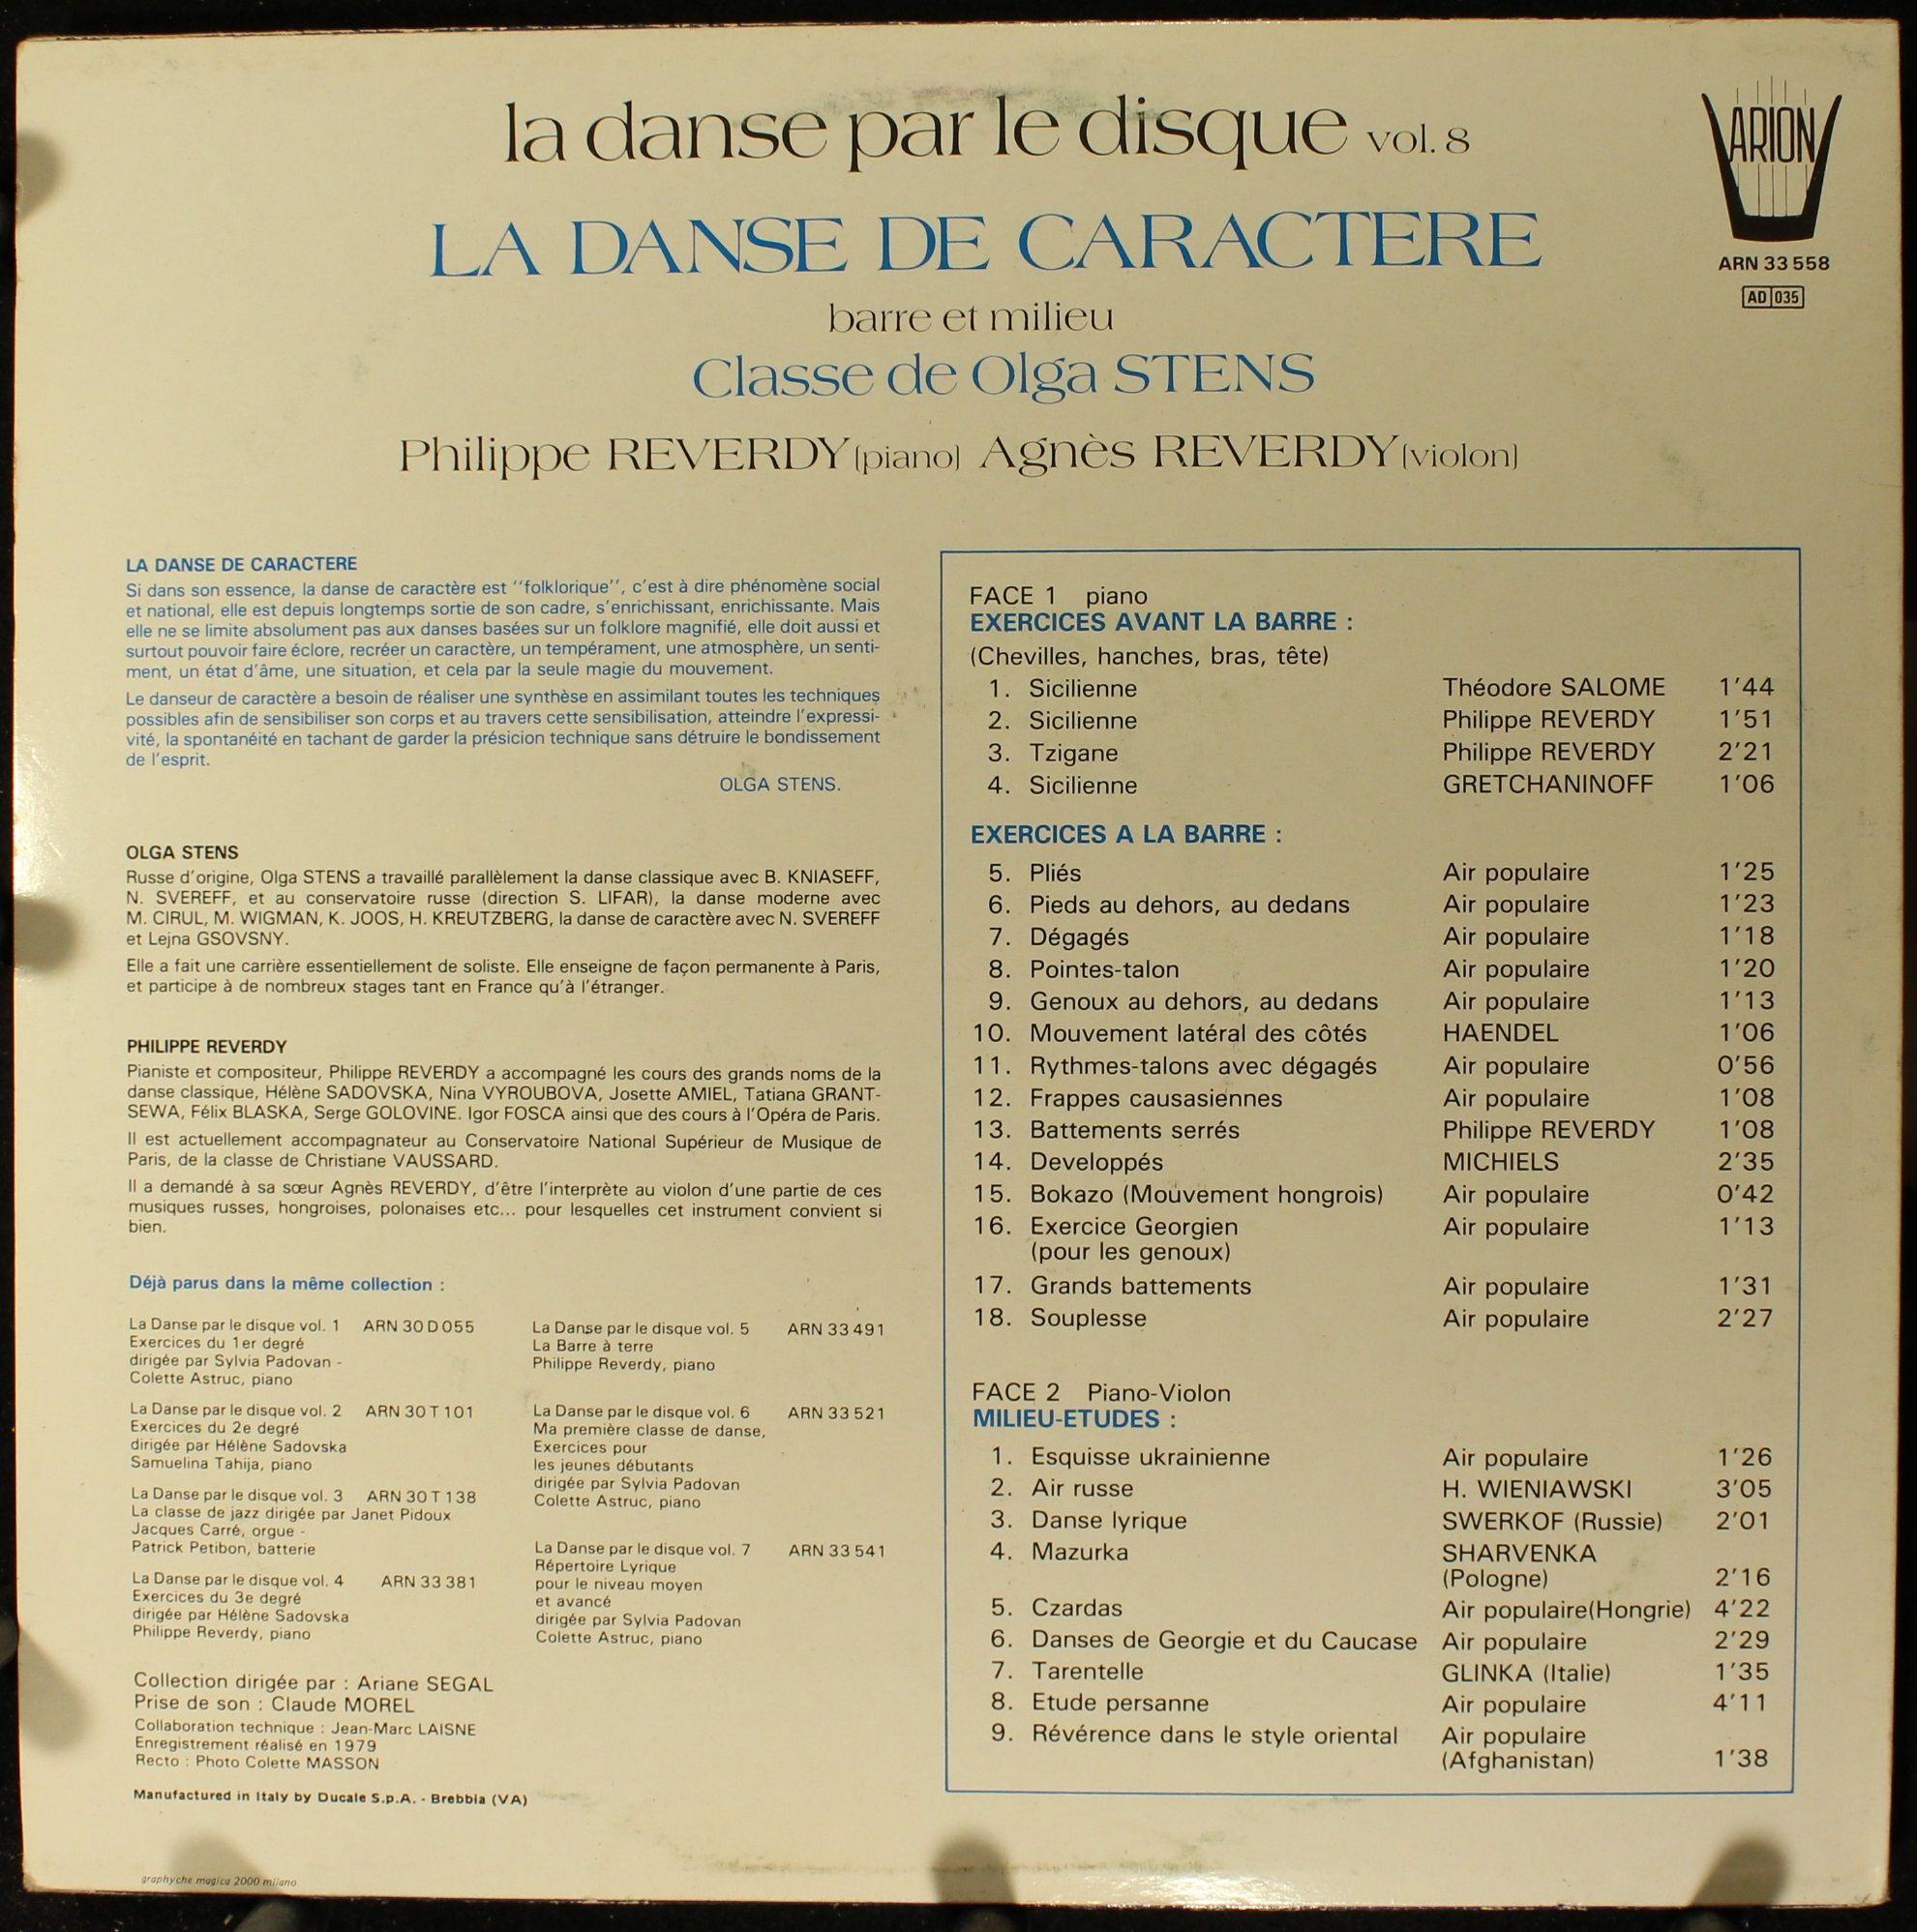 la danse par le disque vol. 8
ARION
ARN 33 558
AD 035
LA DANSE DE CARACTERE
barre et milieu
Classe de Olga STENS
Philippe REVERDY (piano) Agnès REVERDY (violon)
LA DANSE DE CARACTERE
Si dans son essence, la danse de caractère est ''folklorique'', c'est à dire phénomène social
et national, elle est depuis longtemps sortie de son cadre, s'enrichissant, enrichissante. Mais
elle ne se limite absolument pas aux danses basées sur un folklore magnifié, elle doit aussi et
surtout pouvoir faire éclore, recréer un caractère, un tempérament, une atmosphère, un senti-
ment, un état d'âme, une situation, et cela par la seule magie du mouvement.
Le danseur de caractère a besoin de réaliser une synthèse en assimilant toutes les techniques
possibles afin de sensibiliser son corps et au travers cette sensibilisation, atteindre l'expressi-
vité, la spontanéité en tachant de garder la présicion technique sans détruire le bondissement
de l'esprit.
OLGA STENS.
OLGA STENS
Russe d'origine, Olga STENS a travaillé parallèlement la danse classique avec B. KNIASEFF,
N. SVEREFF, et au conservatoire russe (direction S. LIFAR), la danse moderne avec
M. CIRUL, M. WIGMAN, K. JOOS, H. KREUTZBERG, la danse de caractère avec N. SVEREFF
et Lejna GSOVSNY.
Elle a fait une carrière essentiellement de soliste. Elle enseigne de façon permanente à Paris,
et participe à de nombreux stages tant en France qu'à l'étranger.
PHILIPPE REVERDY
Pianiste et compositeur, Philippe REVERDY a accompagné les cours des grands noms de la
danse classique, Hélène SADOVSKA, Nina VYROUBOVA, Josette AMIEL, Tatiana GRANT-
SEWA, Félix BLASKA, Serge GOLOVINE. Igor FOSCA ainsi que des cours à l'Opéra de Paris.
Il est actuellement accompagnateur au Conservatoire National Supérieur de Musique de
Paris, de la classe de Christiane VAUSSARD.
Il a demandé à sa sœur Agnès REVERDY, d'être l'interprète au violon d'une partie de ces
musiques russes, hongroises, polonaises etc... pour lesquelles cet instrument convient si
bien.
Déjà parus dans la même collection :
La Danse par le disque vol. 1 ARN 30 D 055
Exercices du 1er degré
dirigée par Sylvia Padovan -
Colette Astruc, piano
La Danse par le disque vol. 2 ARN 30 T 101
Exercices du 2e degré
dirigée par Hélène Sadovska
Samuelina Tahija, piano
La Danse par le disque vol. 3 ARN 30 T 138
La classe de jazz dirigée par Janet Pidoux
Jacques Carré, orgue -
Patrick Petibon, batterie
La Danse par le disque vol. 4 ARN 33 381
Exercices du 3e degré
dirigée par Hélène Sadovska
Philippe Reverdy, piano
La Danse par le disque vol. 5 ARN 33 491
La Barre à terre
Philippe Reverdy, piano
La Danse par le disque vol. 6 ARN 33 521
Ma première classe de danse,
Exercices pour
les jeunes débutants
dirigée par Sylvia Padovan
Colette Astruc, piano
La Danse par le disque vol. 7 ARN 33 541
Répertoire Lyrique
pour le niveau moyen
et avancé
dirigée par Sylvia Padovan
Colette Astruc, piano
Collection dirigée par : Ariane SEGAL
Prise de son : Claude MOREL
Collaboration technique : Jean-Marc LAISNE
Enregistrement réalisé en 1979
Recto : Photo Colette MASSON
Manufactured in Italy by Ducale S.p.A. - Brebbia (VA)
graphyche magica 2000 milano
FACE 1 piano
EXERCICES AVANT LA BARRE :
(Chevilles, hanches, bras, tête)
1. Sicilienne Théodore SALOME 1'44
2. Sicilienne Philippe REVERDY 1'51
3. Tzigane Philippe REVERDY 2'21
4. Sicilienne GRETCHANINOFF 1'06
EXERCICES A LA BARRE :
5. Pliés Air populaire 1'25
6. Pieds au dehors, au dedans Air populaire 1'23
7. Dégagés Air populaire 1'18
8. Pointes-talon Air populaire 1'20
9. Genoux au dehors, au dedans Air populaire 1'13
10. Mouvement latéral des côtés HAENDEL 1'06
11. Rythmes-talons avec dégagés Air populaire 0'56
12. Frappes causasiennes Air populaire 1'08
13. Battements serrés Philippe REVERDY 1'08
14. Developpés MICHIELS 2'35
15. Bokazo (Mouvement hongrois) Air populaire 0'42
16. Exercice Georgien Air populaire 1'13
(pour les genoux)
17. Grands battements Air populaire 1'31
18. Souplesse Air populaire 2'27
FACE 2 Piano-Violon
MILIEU-ETUDES :
1. Esquisse ukrainienne Air populaire 1'26
2. Air russe H. WIENIAWSKI 3'05
3. Danse lyrique SWERKOF (Russie) 2'01
4. Mazurka SHARVENKA
(Pologne) 2'16
5. Czardas Air populaire(Hongrie) 4'22
6. Danses de Georgie et du Caucase Air populaire 2'29
7. Tarentelle GLINKA (Italie) 1'35
8. Etude persanne Air populaire 4'11
9. Révérence dans le style oriental Air populaire
(Afghanistan) 1'38